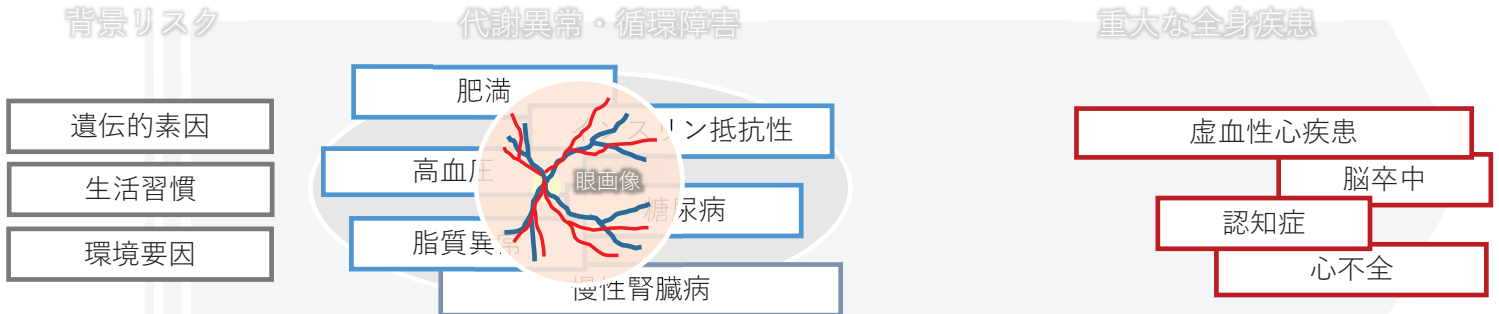 背景リスク
代謝異常・循環障害
重大な全身疾患
遺伝的素因
生活習慣
環境要因
肥満
インスリン抵抗性
高血圧
眼画像
糖尿病
脂質異常
慢性腎臓病
虚血性心疾患
脳卒中
認知症
心不全